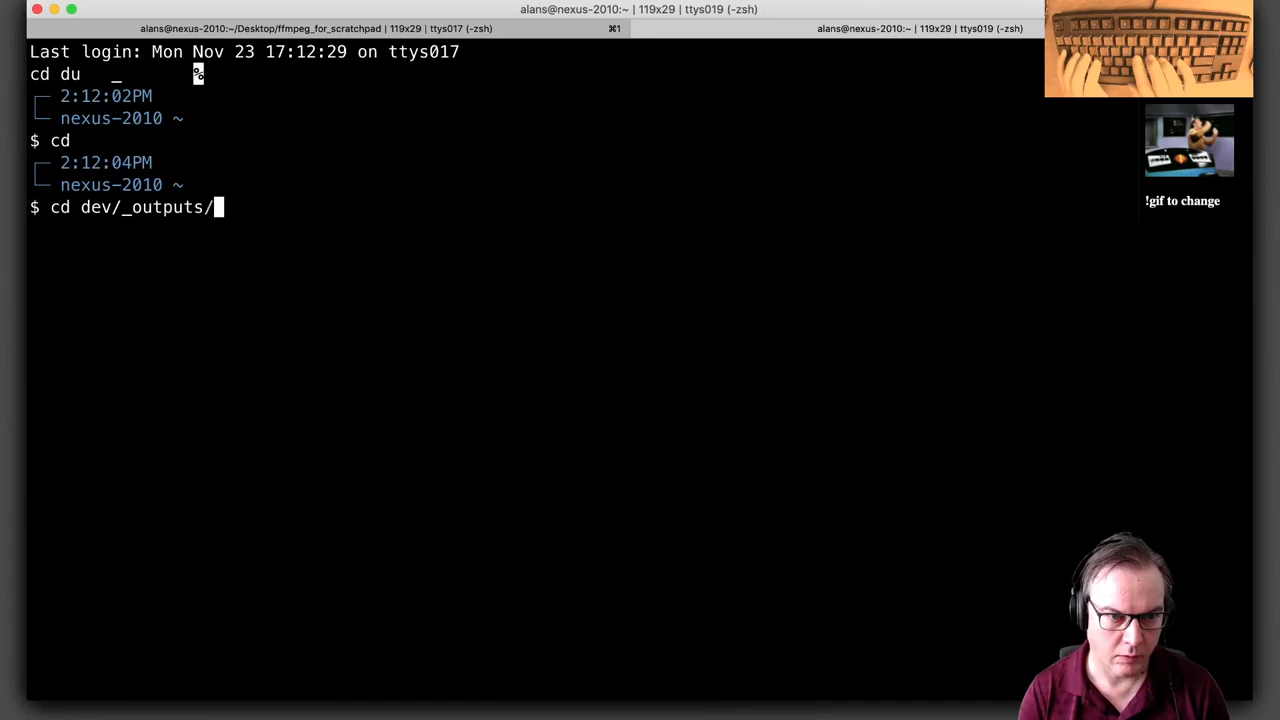 alans@nexus-2010:~ | 119x29 | ttys019 (-zsh)
alans@nexus-2010:~/Desktop/ffmpeg_for_scratchpad | 119x29 | ttys017 (-zsh) ⌘1 alans@nexus-2010:~ | 119x29 | ttys019 (-zsh)
Last login: Mon Nov 23 17:12:29 on ttys017
cd du _ %
2:12:02PM
nexus-2010 ~
$ cd
2:12:04PM
nexus-2010 ~
$ cd dev/_outputs/
!gif to change